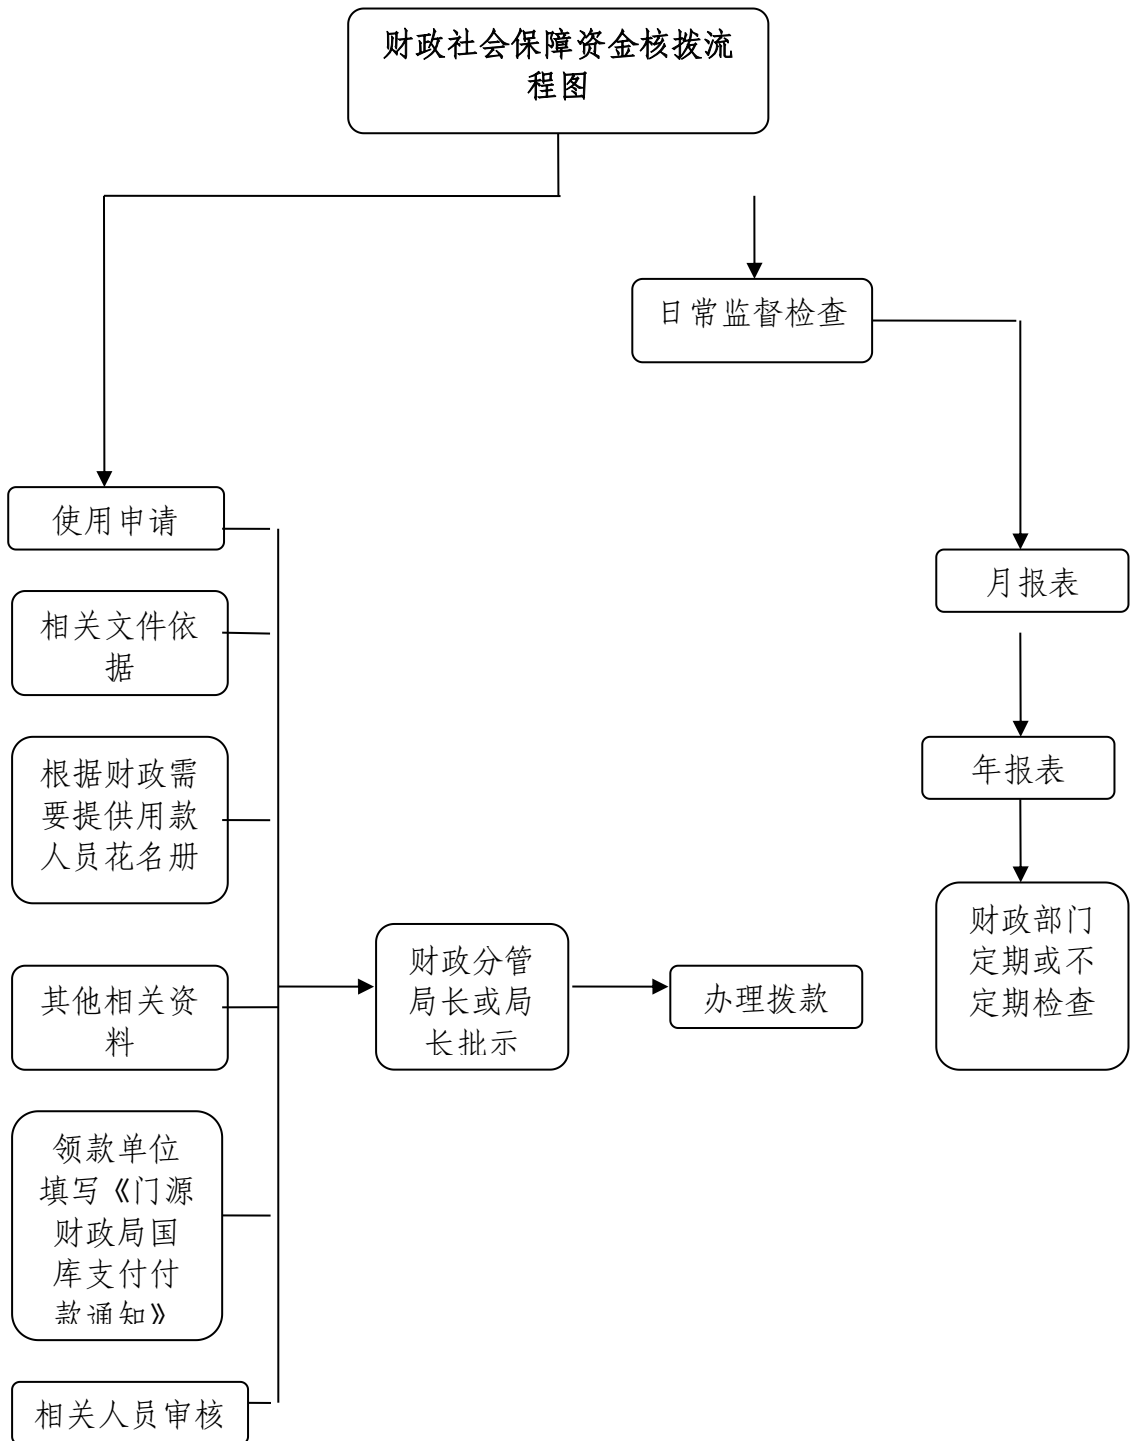 财政社会保障资金核拨流
程图
日常监督检查
使用申请
月报表
相关文件依
据
年报表
根据财政需
要提供用款
人员花名册
财政部门
定期或不
定期检查
财政分管
局长或局
长批示
办理拨款
其他相关资
料
领款单位
填写《门源
财政局国
库支付付
款通知》
相关人员审核